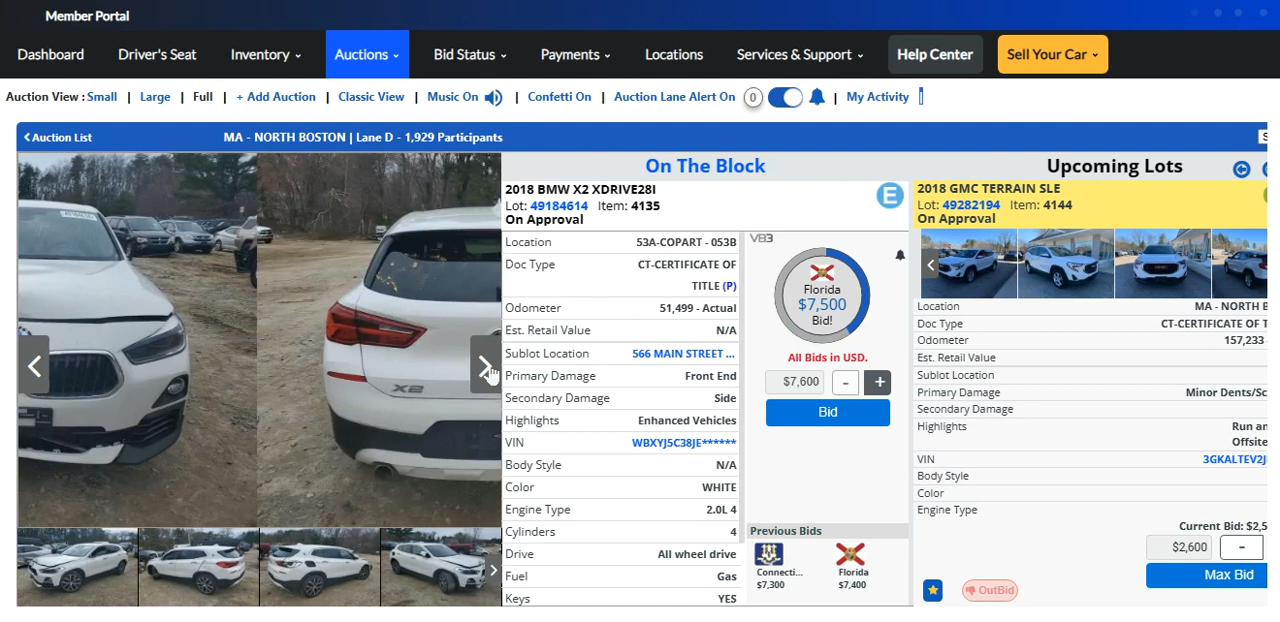 Member Portal
Dashboard Driver's Seat Inventory Auctions Bid Status Payments Locations Services & Support Help Center Sell Your Car
Auction View : Small | Large | Full | + Add Auction | Classic View | Music On | Confetti On | Auction Lane Alert On 0 | My Activity
Auction List MA - NORTH BOSTON | Lane D - 1,929 Participants
On The Block
2018 BMW X2 XDRIVE28I
Lot: 49184614 Item: 4135
On Approval
E
Location 53A-COPART - 053B
Doc Type CT-CERTIFICATE OF
TITLE (P)
Odometer 51,499 - Actual
Est. Retail Value N/A
Sublot Location 566 MAIN STREET ...
Primary Damage Front End
Secondary Damage Side
Highlights Enhanced Vehicles
VIN WBXYJ5C38JE******
Body Style N/A
Color WHITE
Engine Type 2.0L 4
Cylinders 4
Drive All wheel drive
Fuel Gas
Keys YES
VB3
Florida
$7,500
Bid!
All Bids in USD.
$7,600 - +
Bid
Previous Bids
Connecti... Florida
$7,300 $7,400
Upcoming Lots
2018 GMC TERRAIN SLE
Lot: 49282194 Item: 4144
On Approval
Location MA - NORTH B
Doc Type CT-CERTIFICATE OF T
Odometer 157,233
Est. Retail Value
Sublot Location
Primary Damage Minor Dents/Sc
Secondary Damage
Highlights Run an
Offsite
VIN 3GKALTEV2J
Body Style
Color
Engine Type
Current Bid: $2,5
$2,600 -
Max Bid
OutBid
X2